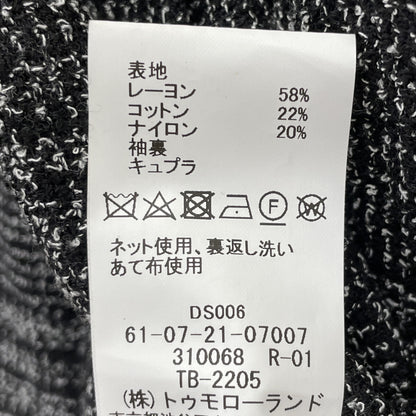 表地
レーヨン 58%
コットン 22%
ナイロン 20%
袖裏
キュプラ
F W
ネット使用、裏返し洗い
あて布使用
DS006
61-07-21-07007
310068 R-01
TB-2205
(株)トゥモローランド